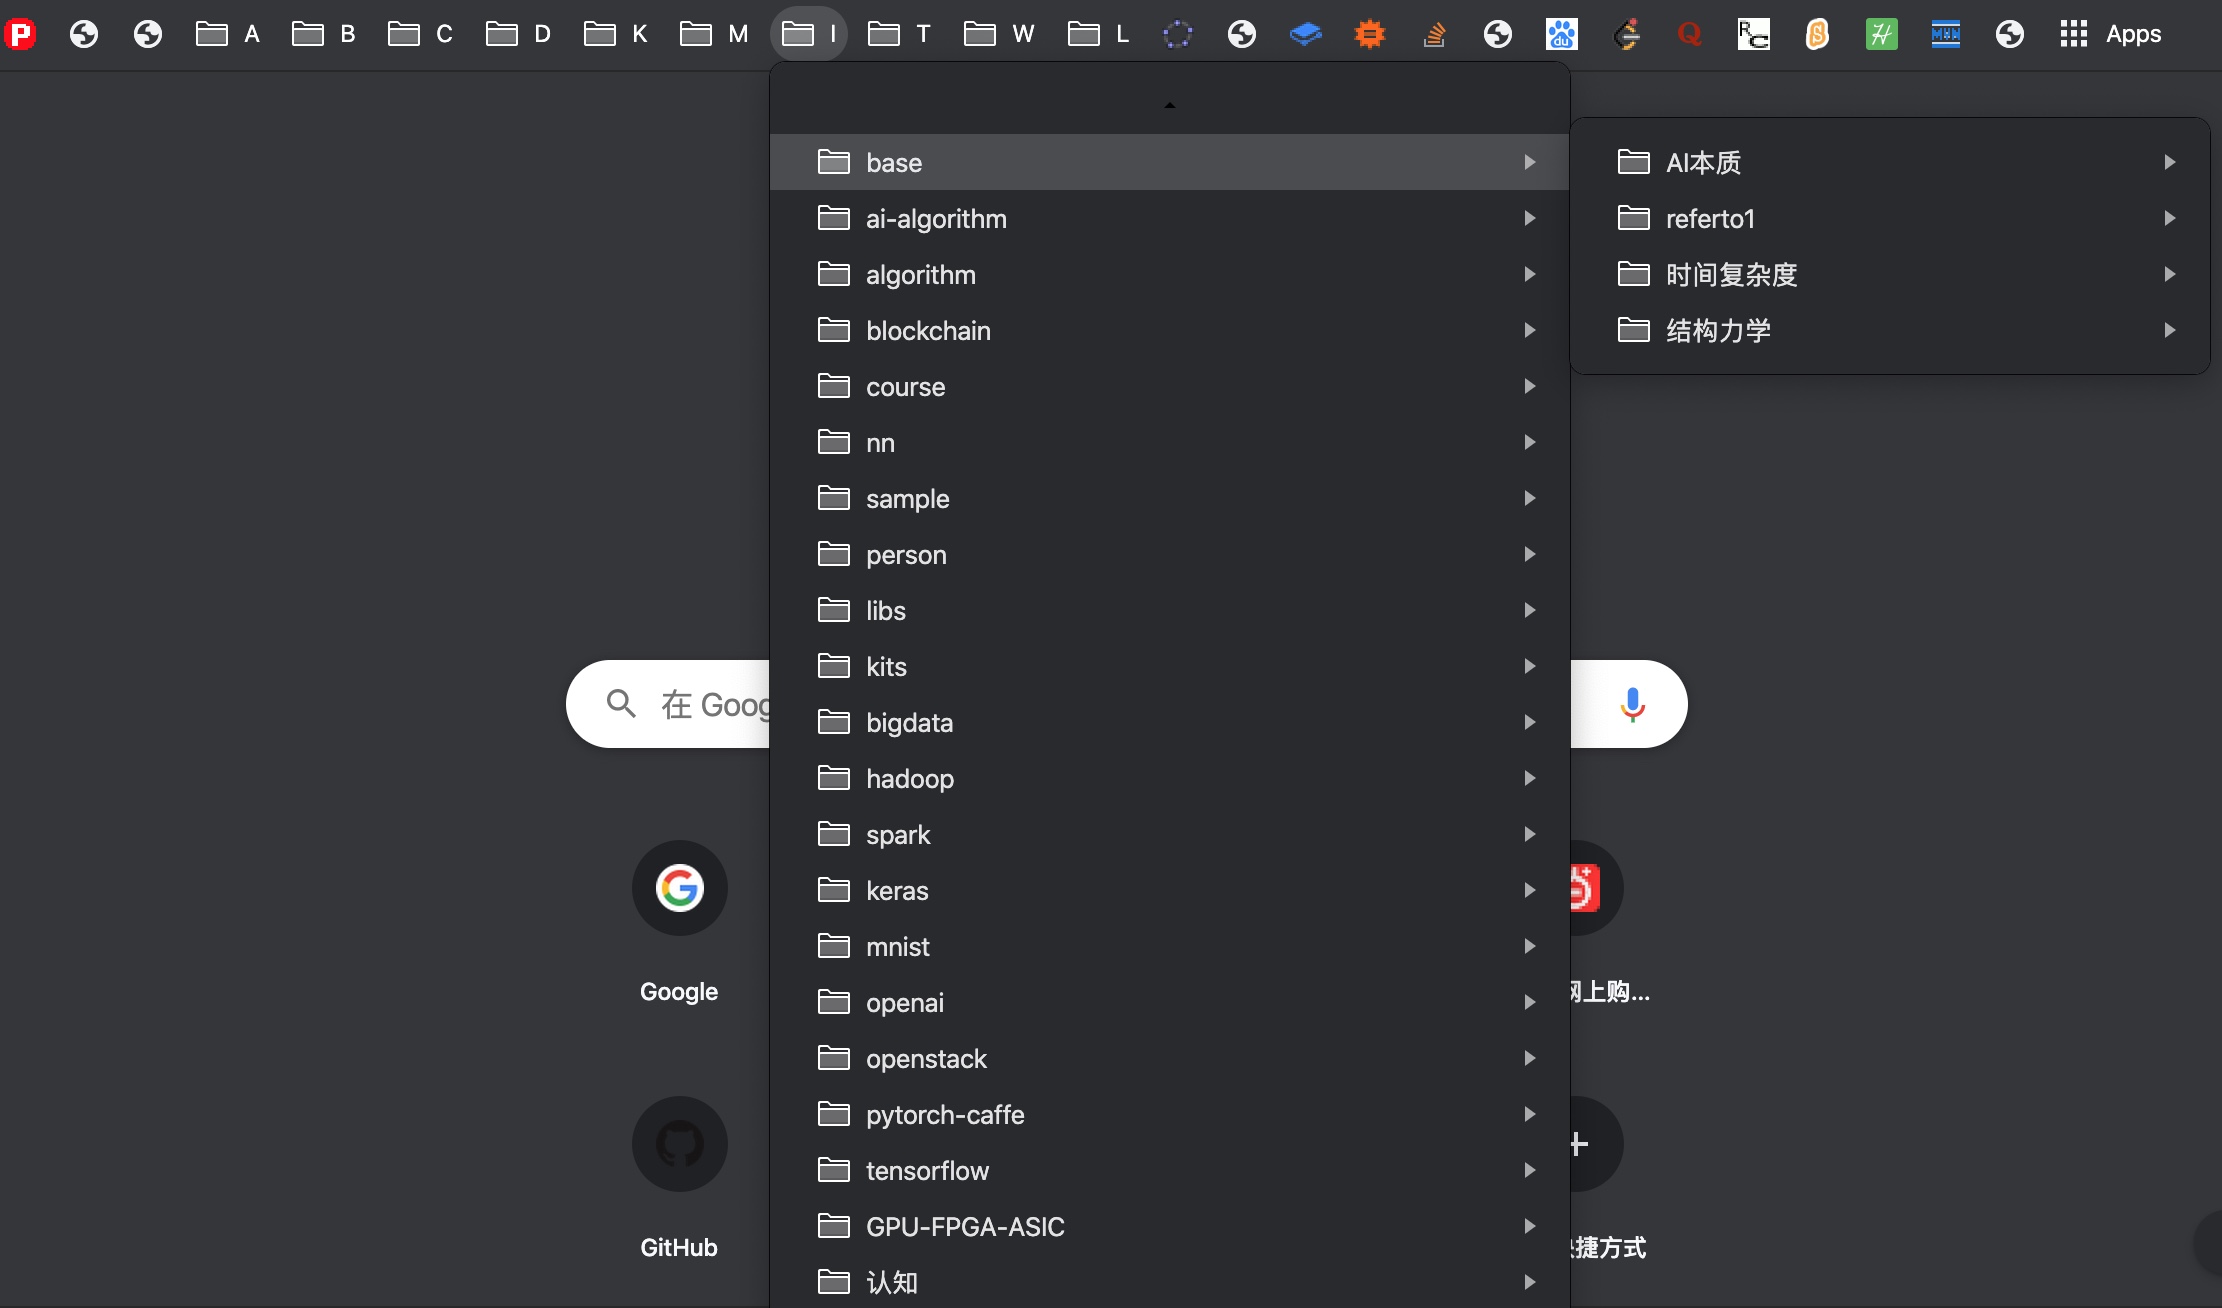 A B C D K M I T W L Apps
base
ai-algorithm
algorithm
blockchain
course
nn
sample
person
libs
kits
bigdata
hadoop
spark
keras
mnist
openai
openstack
pytorch-caffe
tensorflow
GPU-FPGA-ASIC
认知
AI本质
referto1
时间复杂度
结构力学
在 Goog
Google
网上购...
GitHub
捷方式